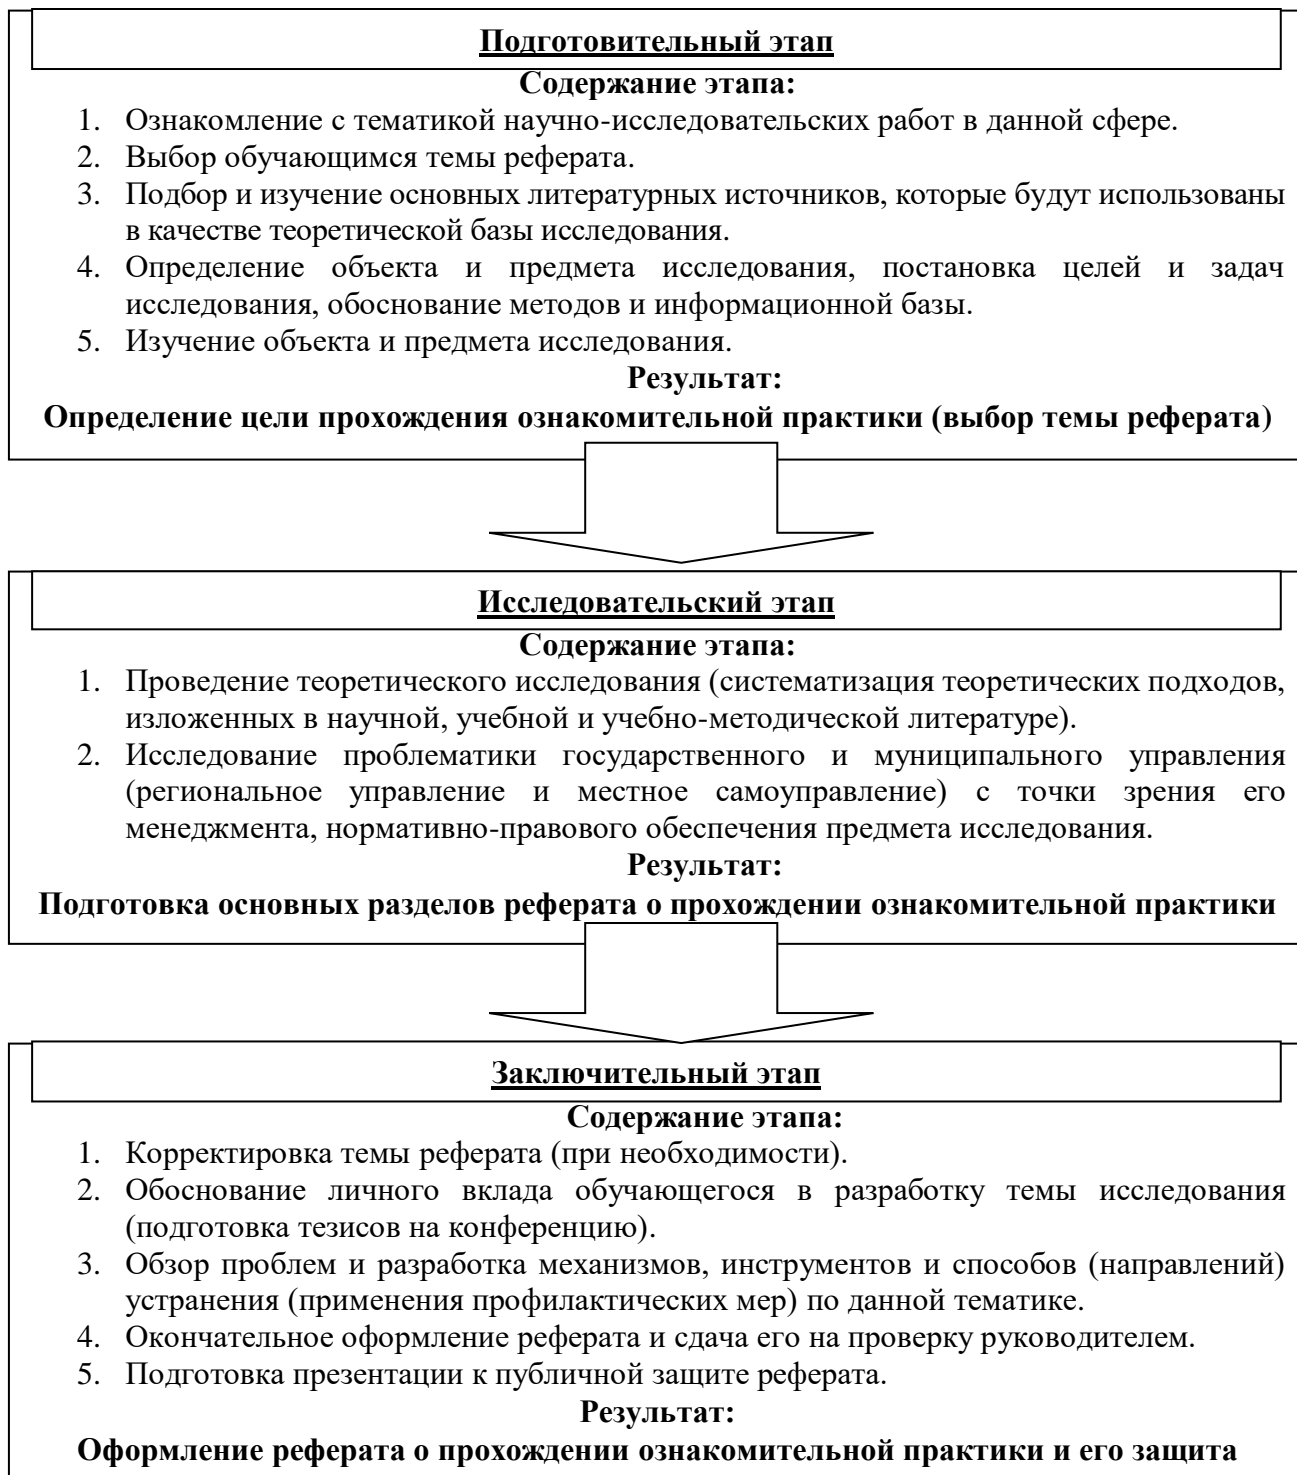 Подготовительный этап
Содержание этапа:
1. Ознакомление с тематикой научно-исследовательских работ в данной сфере.
2. Выбор обучающимся темы реферата.
3. Подбор и изучение основных литературных источников, которые будут использованы
в качестве теоретической базы исследования.
4. Определение объекта и предмета исследования, постановка целей и задач
исследования, обоснование методов и информационной базы.
5. Изучение объекта и предмета исследования.
Результат:
Определение цели прохождения ознакомительной практики (выбор темы реферата)
Исследовательский этап
Содержание этапа:
1. Проведение теоретического исследования (систематизация теоретических подходов,
изложенных в научной, учебной и учебно-методической литературе).
2. Исследование проблематики государственного и муниципального управления
(региональное управление и местное самоуправление) с точки зрения его
менеджмента, нормативно-правового обеспечения предмета исследования.
Результат:
Подготовка основных разделов реферата о прохождении ознакомительной практики
Заключительный этап
Содержание этапа:
1. Корректировка темы реферата (при необходимости).
2. Обоснование личного вклада обучающегося в разработку темы исследования
(подготовка тезисов на конференцию).
3. Обзор проблем и разработка механизмов, инструментов и способов (направлений)
устранения (применения профилактических мер) по данной тематике.
4. Окончательное оформление реферата и сдача его на проверку руководителем.
5. Подготовка презентации к публичной защите реферата.
Результат:
Оформление реферата о прохождении ознакомительной практики и его защита